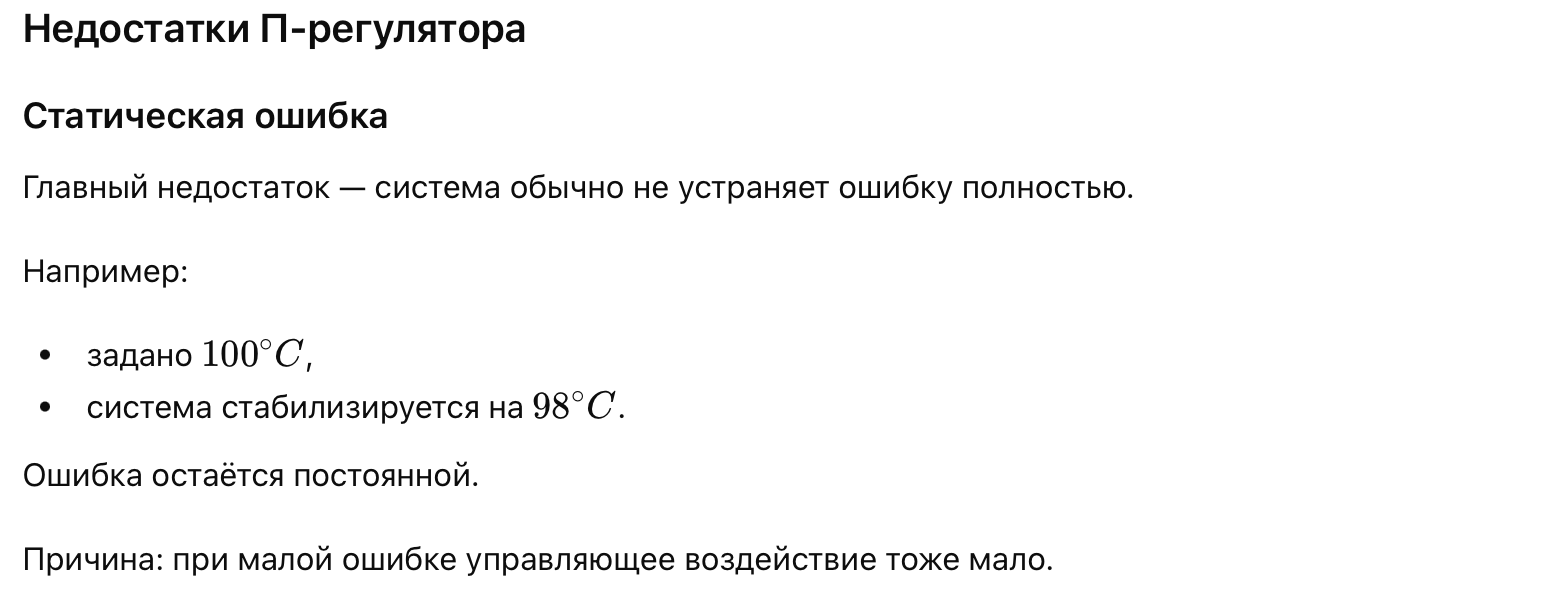 Недостатки П-регулятора
Статическая ошибка
Главный недостаток — система обычно не устраняет ошибку полностью.
Например:
• задано 100°C,
• система стабилизируется на 98°C.
Ошибка остаётся постоянной.
Причина: при малой ошибке управляющее воздействие тоже мало.